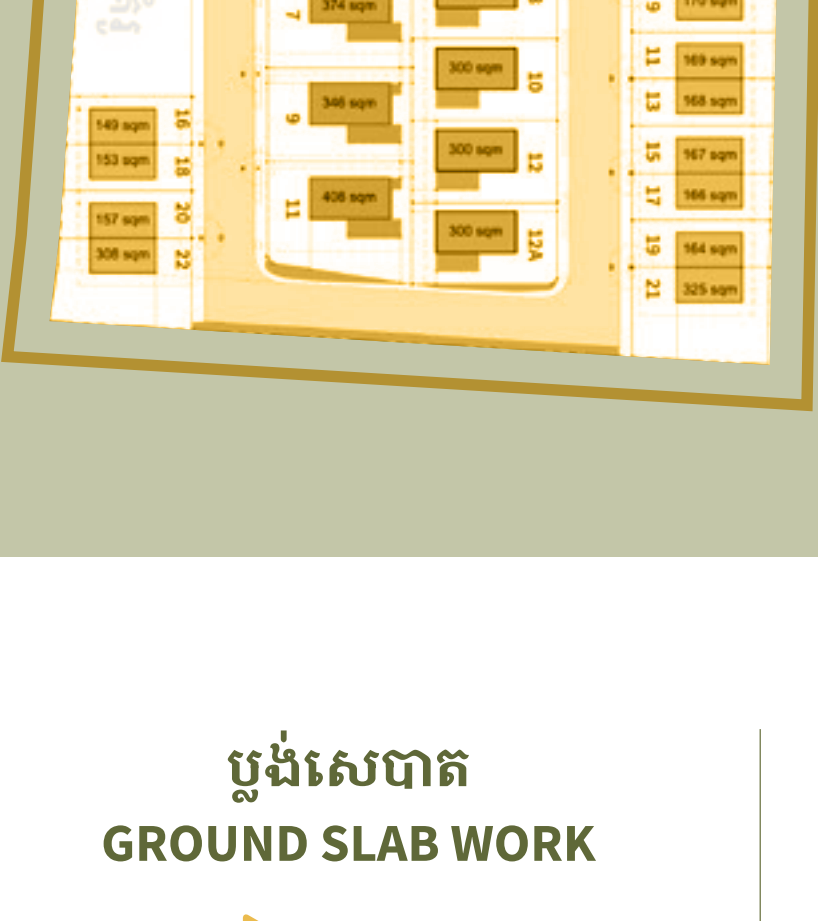 7
374 sqm
300 sqm
10
11
169 sqm
13
168 sqm
149 sqm
16
153 sqm
18
346 sqm
9
300 sqm
12
15
167 sqm
17
166 sqm
157 sqm
20
308 sqm
22
408 sqm
11
300 sqm
12A
19
164 sqm
21
325 sqm
ប្លង់សេបាត
GROUND SLAB WORK